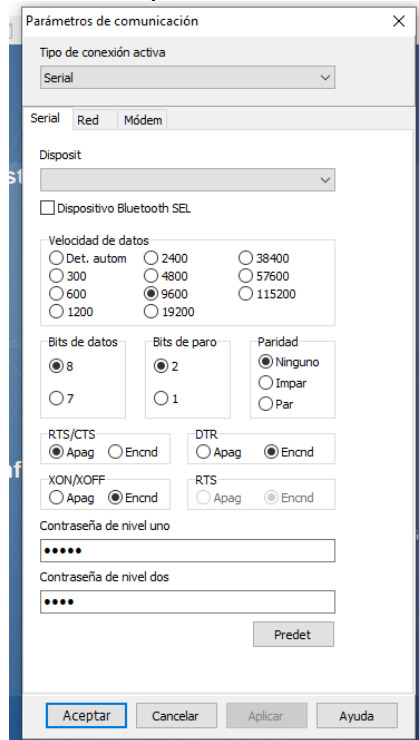 Parámetros de comunicación
Tipo de conexión activa
Serial
Serial Red Módem
Disposit
Dispositivo Bluetooth SEL
Velocidad de datos
Det. autom 2400 38400
300 4800 57600
600 9600 115200
1200 19200
Bits de datos Bits de paro Paridad
8 2 Ninguno
Impar
7 1 Par
RTS/CTS DTR
Apag Encnd Apag Encnd
XON/XOFF RTS
Apag Encnd Apag Encnd
Contraseña de nivel uno
•••••
Contraseña de nivel dos
••••
Predet
Aceptar Cancelar Aplicar Ayuda